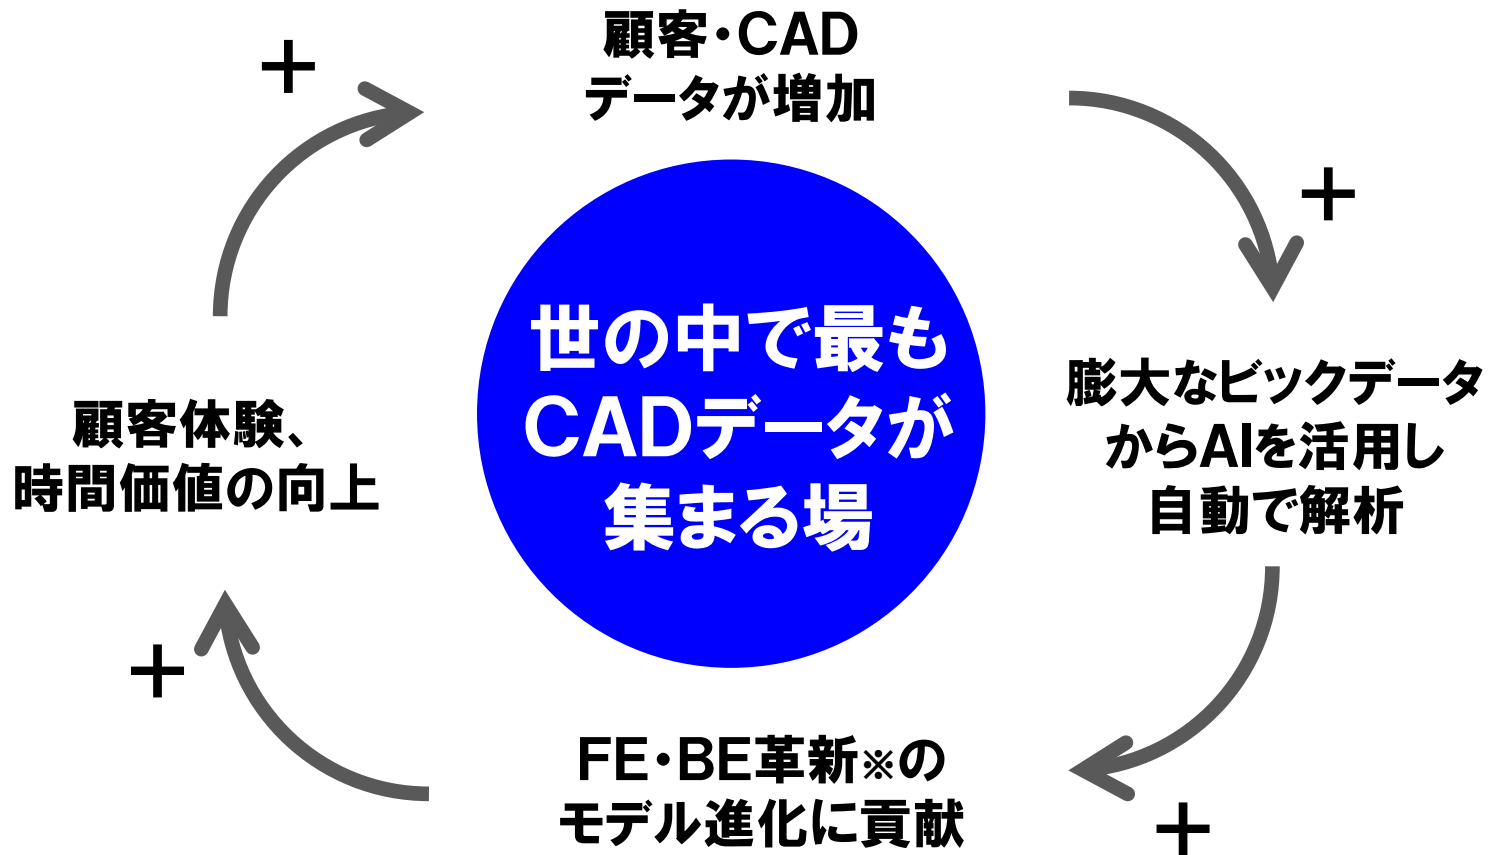 顧客・CAD
データが増加
+
+
世の中で最も
CADデータが
集まる場
膨大なビックデータ
からAIを活用し
自動で解析
顧客体験、
時間価値の向上
+
+
FE・BE革新※の
モデル進化に貢献